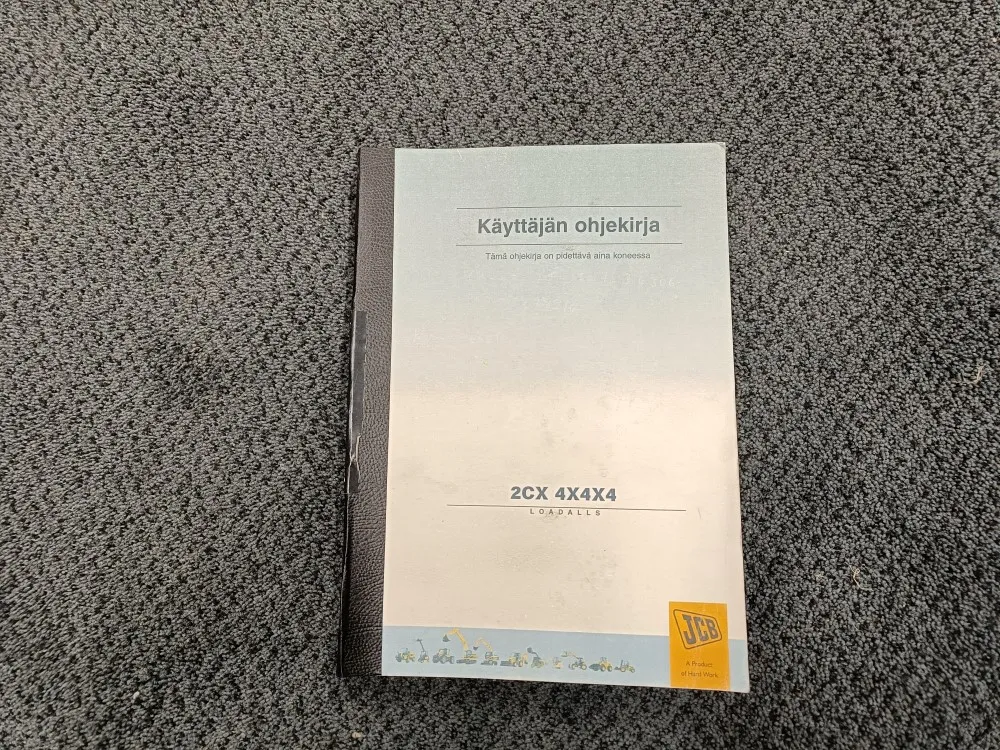 Käyttäjän ohjekirja
Tämä ohjekirja on pidettävä aina koneessa
2CX 4X4X4
LOADALLS
JCB
A Product
of Hard Work